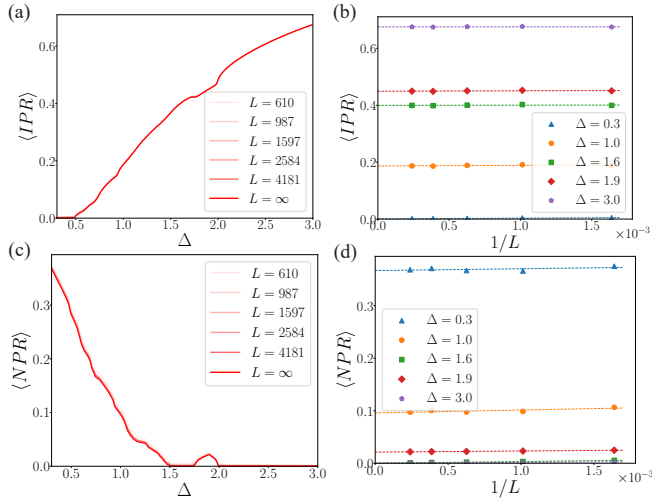 (a)
⟨IPR⟩
0.6
0.4
0.2
0.0
L = 610
L = 987
L = 1597
L = 2584
L = 4181
L = ∞
0.5 1.0 1.5 2.0 2.5 3.0
Δ
(b)
⟨IPR⟩
0.6
0.4
0.2
0.0
Δ = 0.3
Δ = 1.0
Δ = 1.6
Δ = 1.9
Δ = 3.0
0.0 0.5 1.0 1.5
×10⁻³
1/L
(c)
⟨NPR⟩
0.3
0.2
0.1
0.0
L = 610
L = 987
L = 1597
L = 2584
L = 4181
L = ∞
0.5 1.0 1.5 2.0 2.5 3.0
Δ
(d)
⟨NPR⟩
0.3
0.2
0.1
0.0
Δ = 0.3
Δ = 1.0
Δ = 1.6
Δ = 1.9
Δ = 3.0
0.0 0.5 1.0 1.5
×10⁻³
1/L